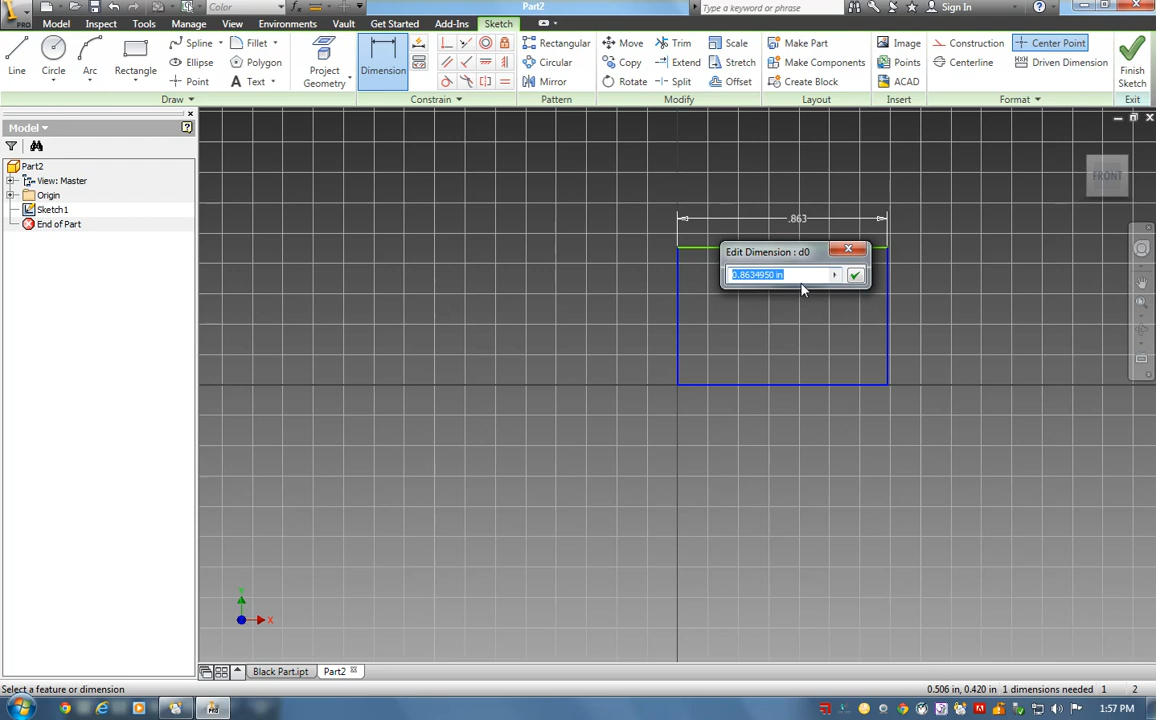 Color
Part2
Type a keyword or phrase
Sign In
PRO
Model Inspect Tools Manage View Environments Vault Get Started Add-Ins Sketch
Line Circle Arc Rectangle Spline Fillet Project Geometry Dimension Rectangular Move Trim Scale Make Part Image Construction Center Point Finish Sketch
Ellipse Polygon Circular Copy Extend Stretch Make Components Points Centerline Driven Dimension
Point Text Mirror Rotate Split Offset Create Block ACAD
Draw Constrain Pattern Modify Layout Insert Format Exit
Model
Part2
View: Master
Origin
Sketch1
End of Part
FRONT
.863
Edit Dimension : d0
0.8634950 in
Y
X
Black Part.ipt Part2
Select a feature or dimension 0.506 in, 0.420 in 1 dimensions needed 1 2
1:57 PM